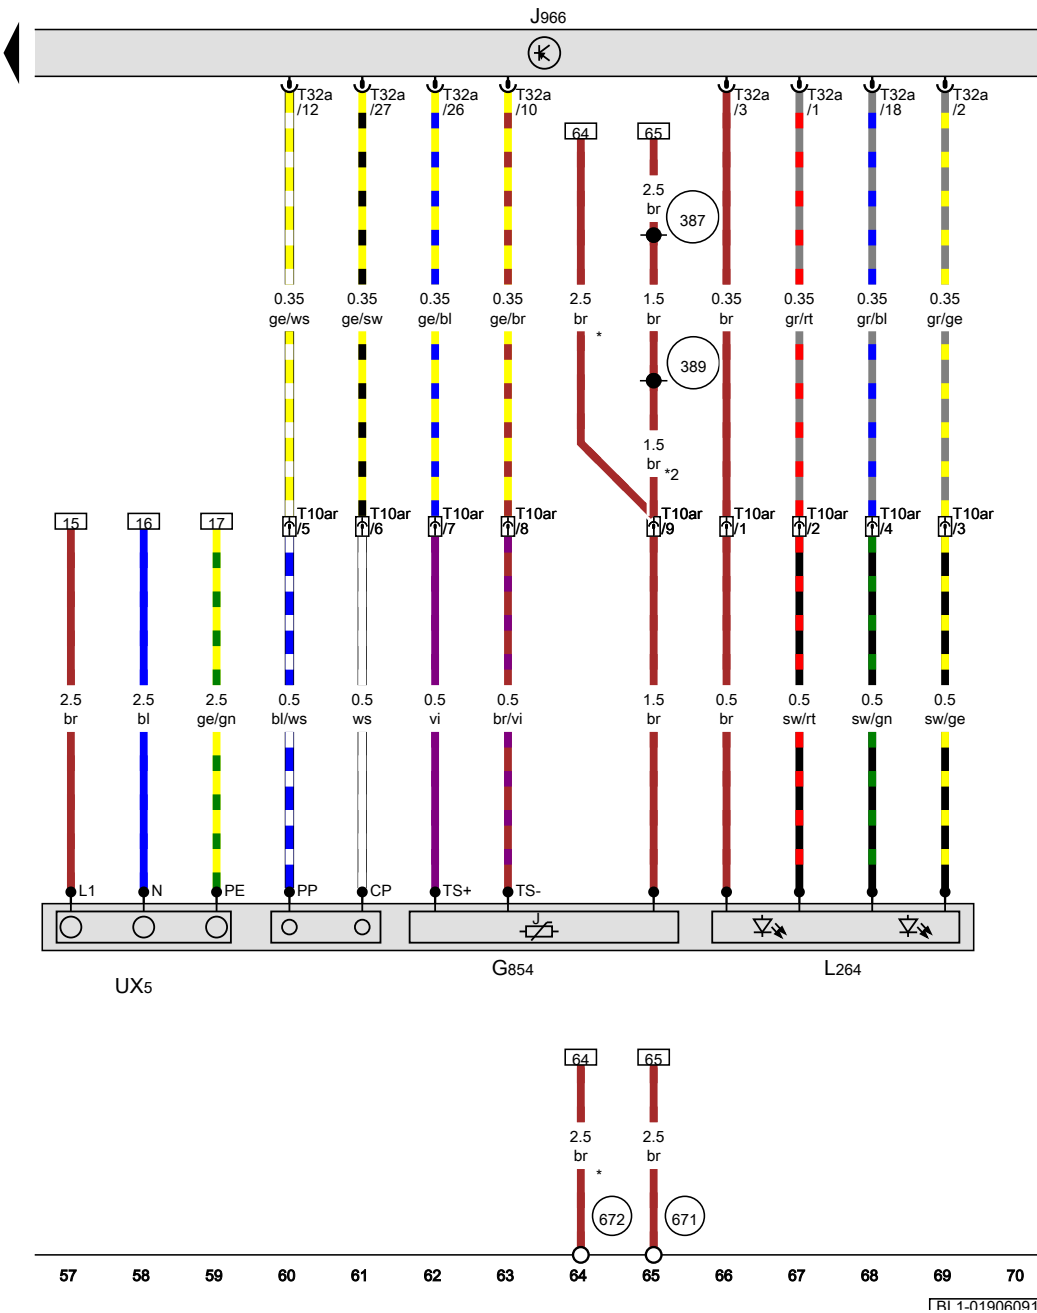 J966
T32a /12
T32a /27
T32a /26
T32a /10
T32a /3
T32a /1
T32a /18
T32a /2
64
65
2.5 br
387
0.35 ge/ws
0.35 ge/sw
0.35 ge/bl
0.35 ge/br
2.5 br *
1.5 br
0.35 br
0.35 gr/rt
0.35 gr/bl
0.35 gr/ge
389
1.5 br *2
15
16
17
T10ar /5
T10ar /6
T10ar /7
T10ar /8
T10ar /9
T10ar /1
T10ar /2
T10ar /4
T10ar /3
2.5 br
2.5 bl
2.5 ge/gn
0.5 bl/ws
0.5 ws
0.5 vi
0.5 br/vi
1.5 br
0.5 br
0.5 sw/rt
0.5 sw/gn
0.5 sw/ge
L1
N
PE
PP
CP
TS+
TS-
J
UX5
G854
L264
64
65
2.5 br *
2.5 br
672
671
57 58 59 60 61 62 63 64 65 66 67 68 69 70
BL1-01906091